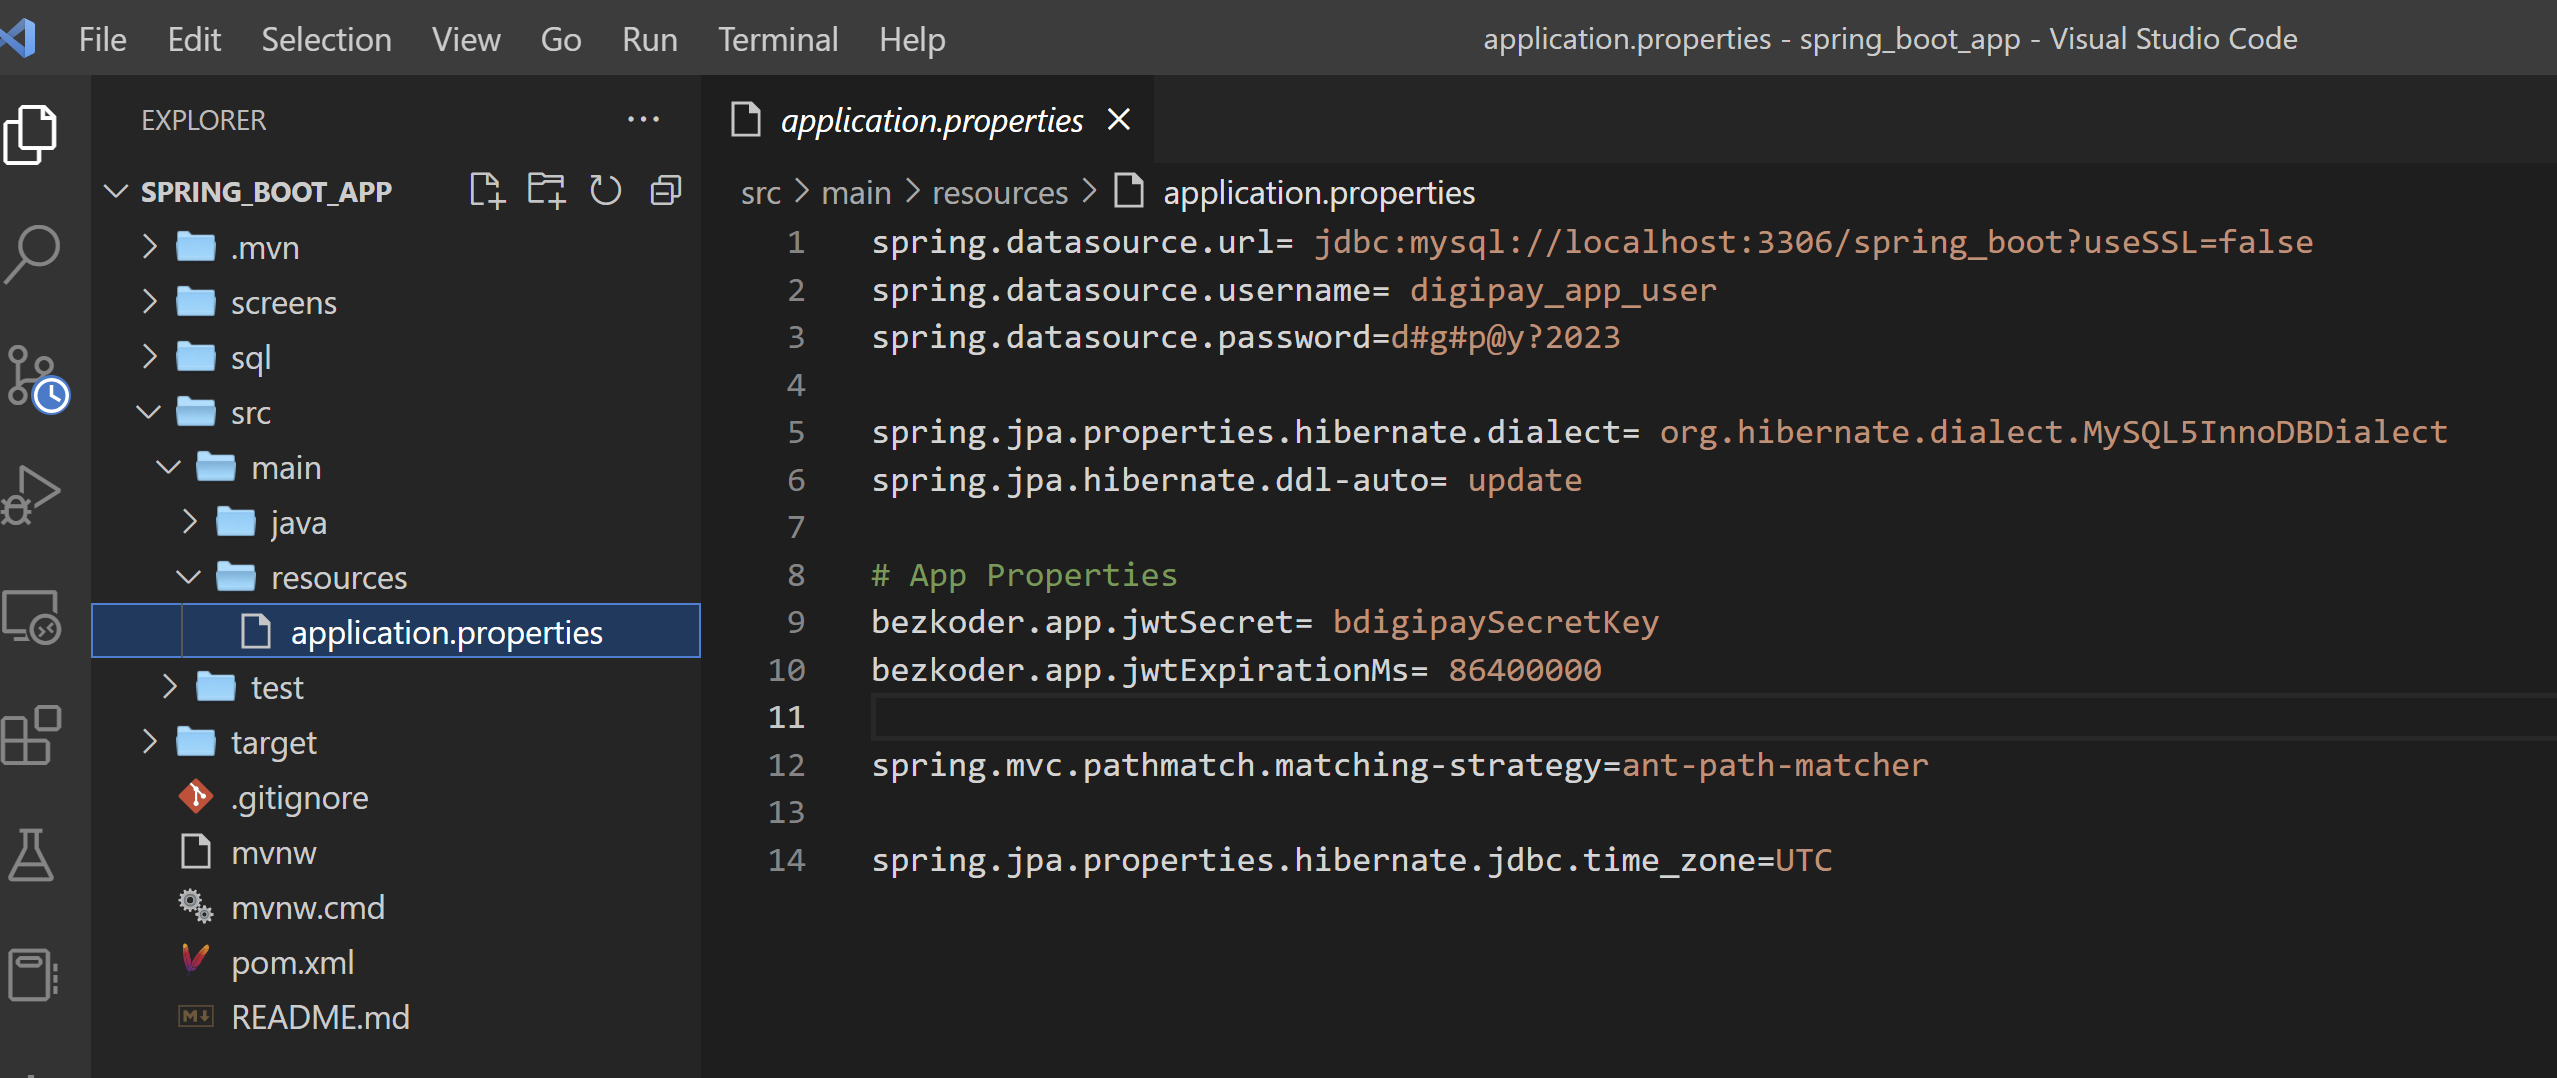 File Edit Selection View Go Run Terminal Help
application.properties - spring_boot_app - Visual Studio Code
EXPLORER
SPRING_BOOT_APP
.mvn
screens
sql
src
main
java
resources
application.properties
test
target
.gitignore
mvnw
mvnw.cmd
pom.xml
README.md
application.properties
src > main > resources > application.properties
1 spring.datasource.url= jdbc:mysql://localhost:3306/spring_boot?useSSL=false
2 spring.datasource.username= digipay_app_user
3 spring.datasource.password=d#g#p@y?2023
4
5 spring.jpa.properties.hibernate.dialect= org.hibernate.dialect.MySQL5InnoDBDialect
6 spring.jpa.hibernate.ddl-auto= update
7
8 # App Properties
9 bezkoder.app.jwtSecret= bdigipaySecretKey
10 bezkoder.app.jwtExpirationMs= 86400000
11
12 spring.mvc.pathmatch.matching-strategy=ant-path-matcher
13
14 spring.jpa.properties.hibernate.jdbc.time_zone=UTC